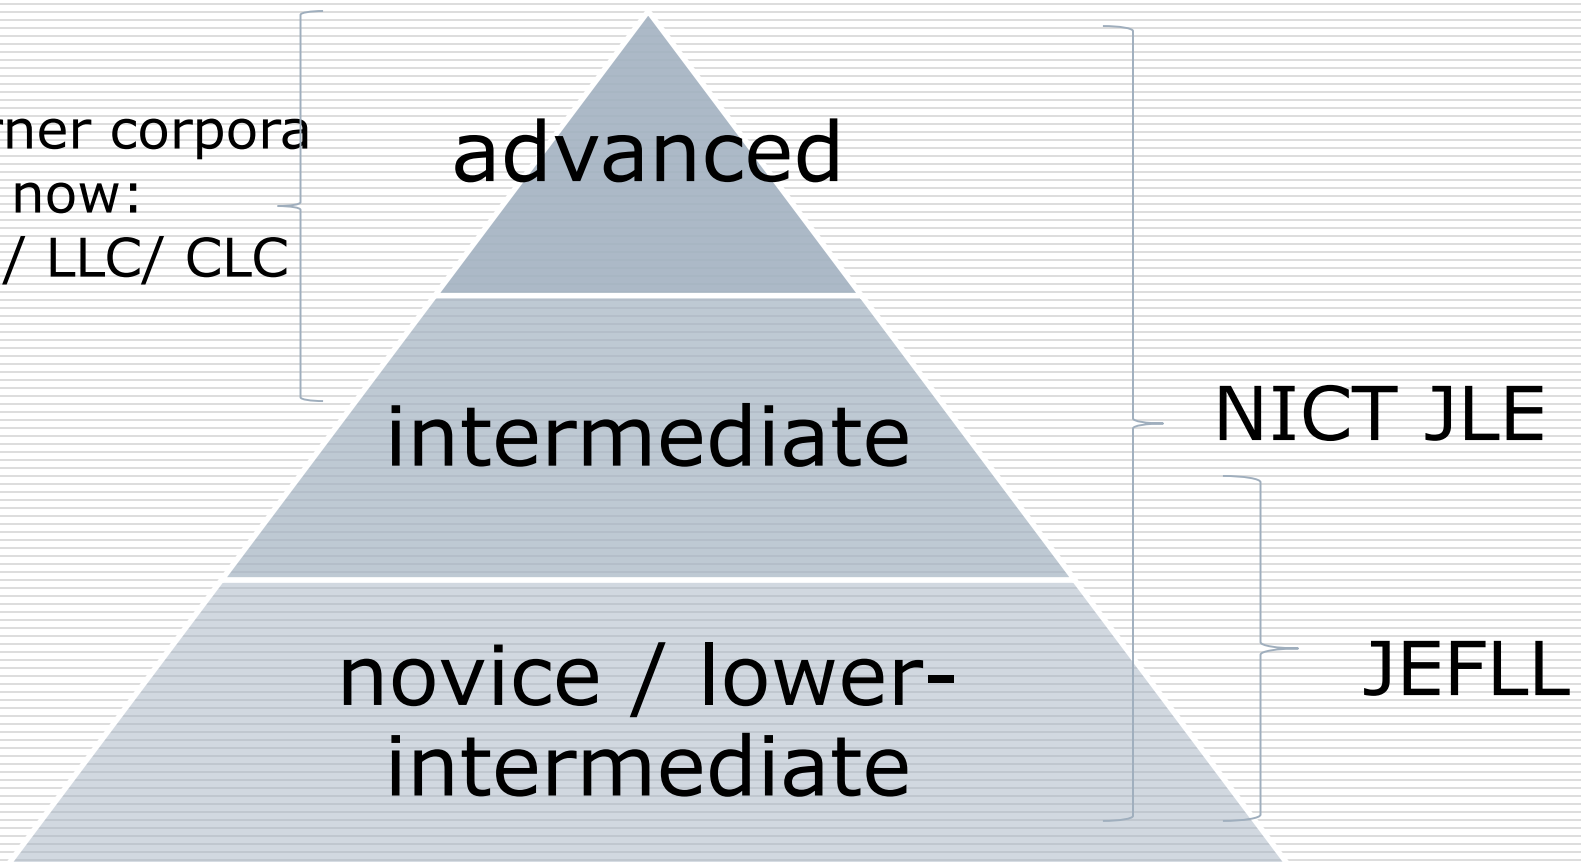 rner corpora
now:
/ LLC/ CLC
advanced
intermediate
novice / lower-
intermediate
NICT JLE
JEFLL